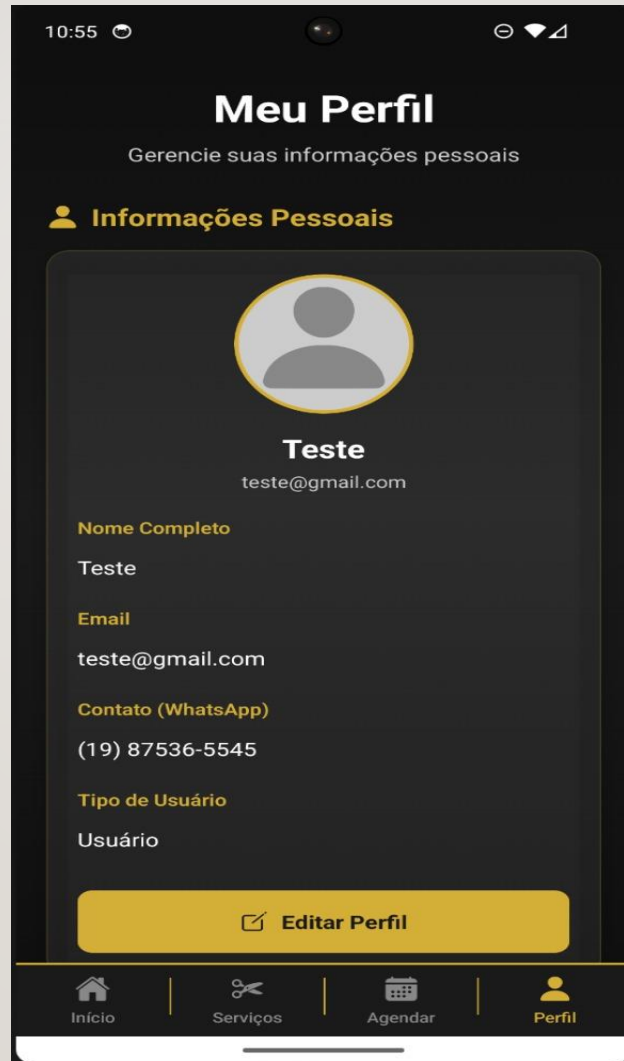 10:55
Meu Perfil
Gerencie suas informações pessoais
Informações Pessoais
Teste
teste@gmail.com
Nome Completo
Teste
Email
teste@gmail.com
Contato (WhatsApp)
(19) 87536-5545
Tipo de Usuário
Usuário
Editar Perfil
Início Serviços Agendar Perfil